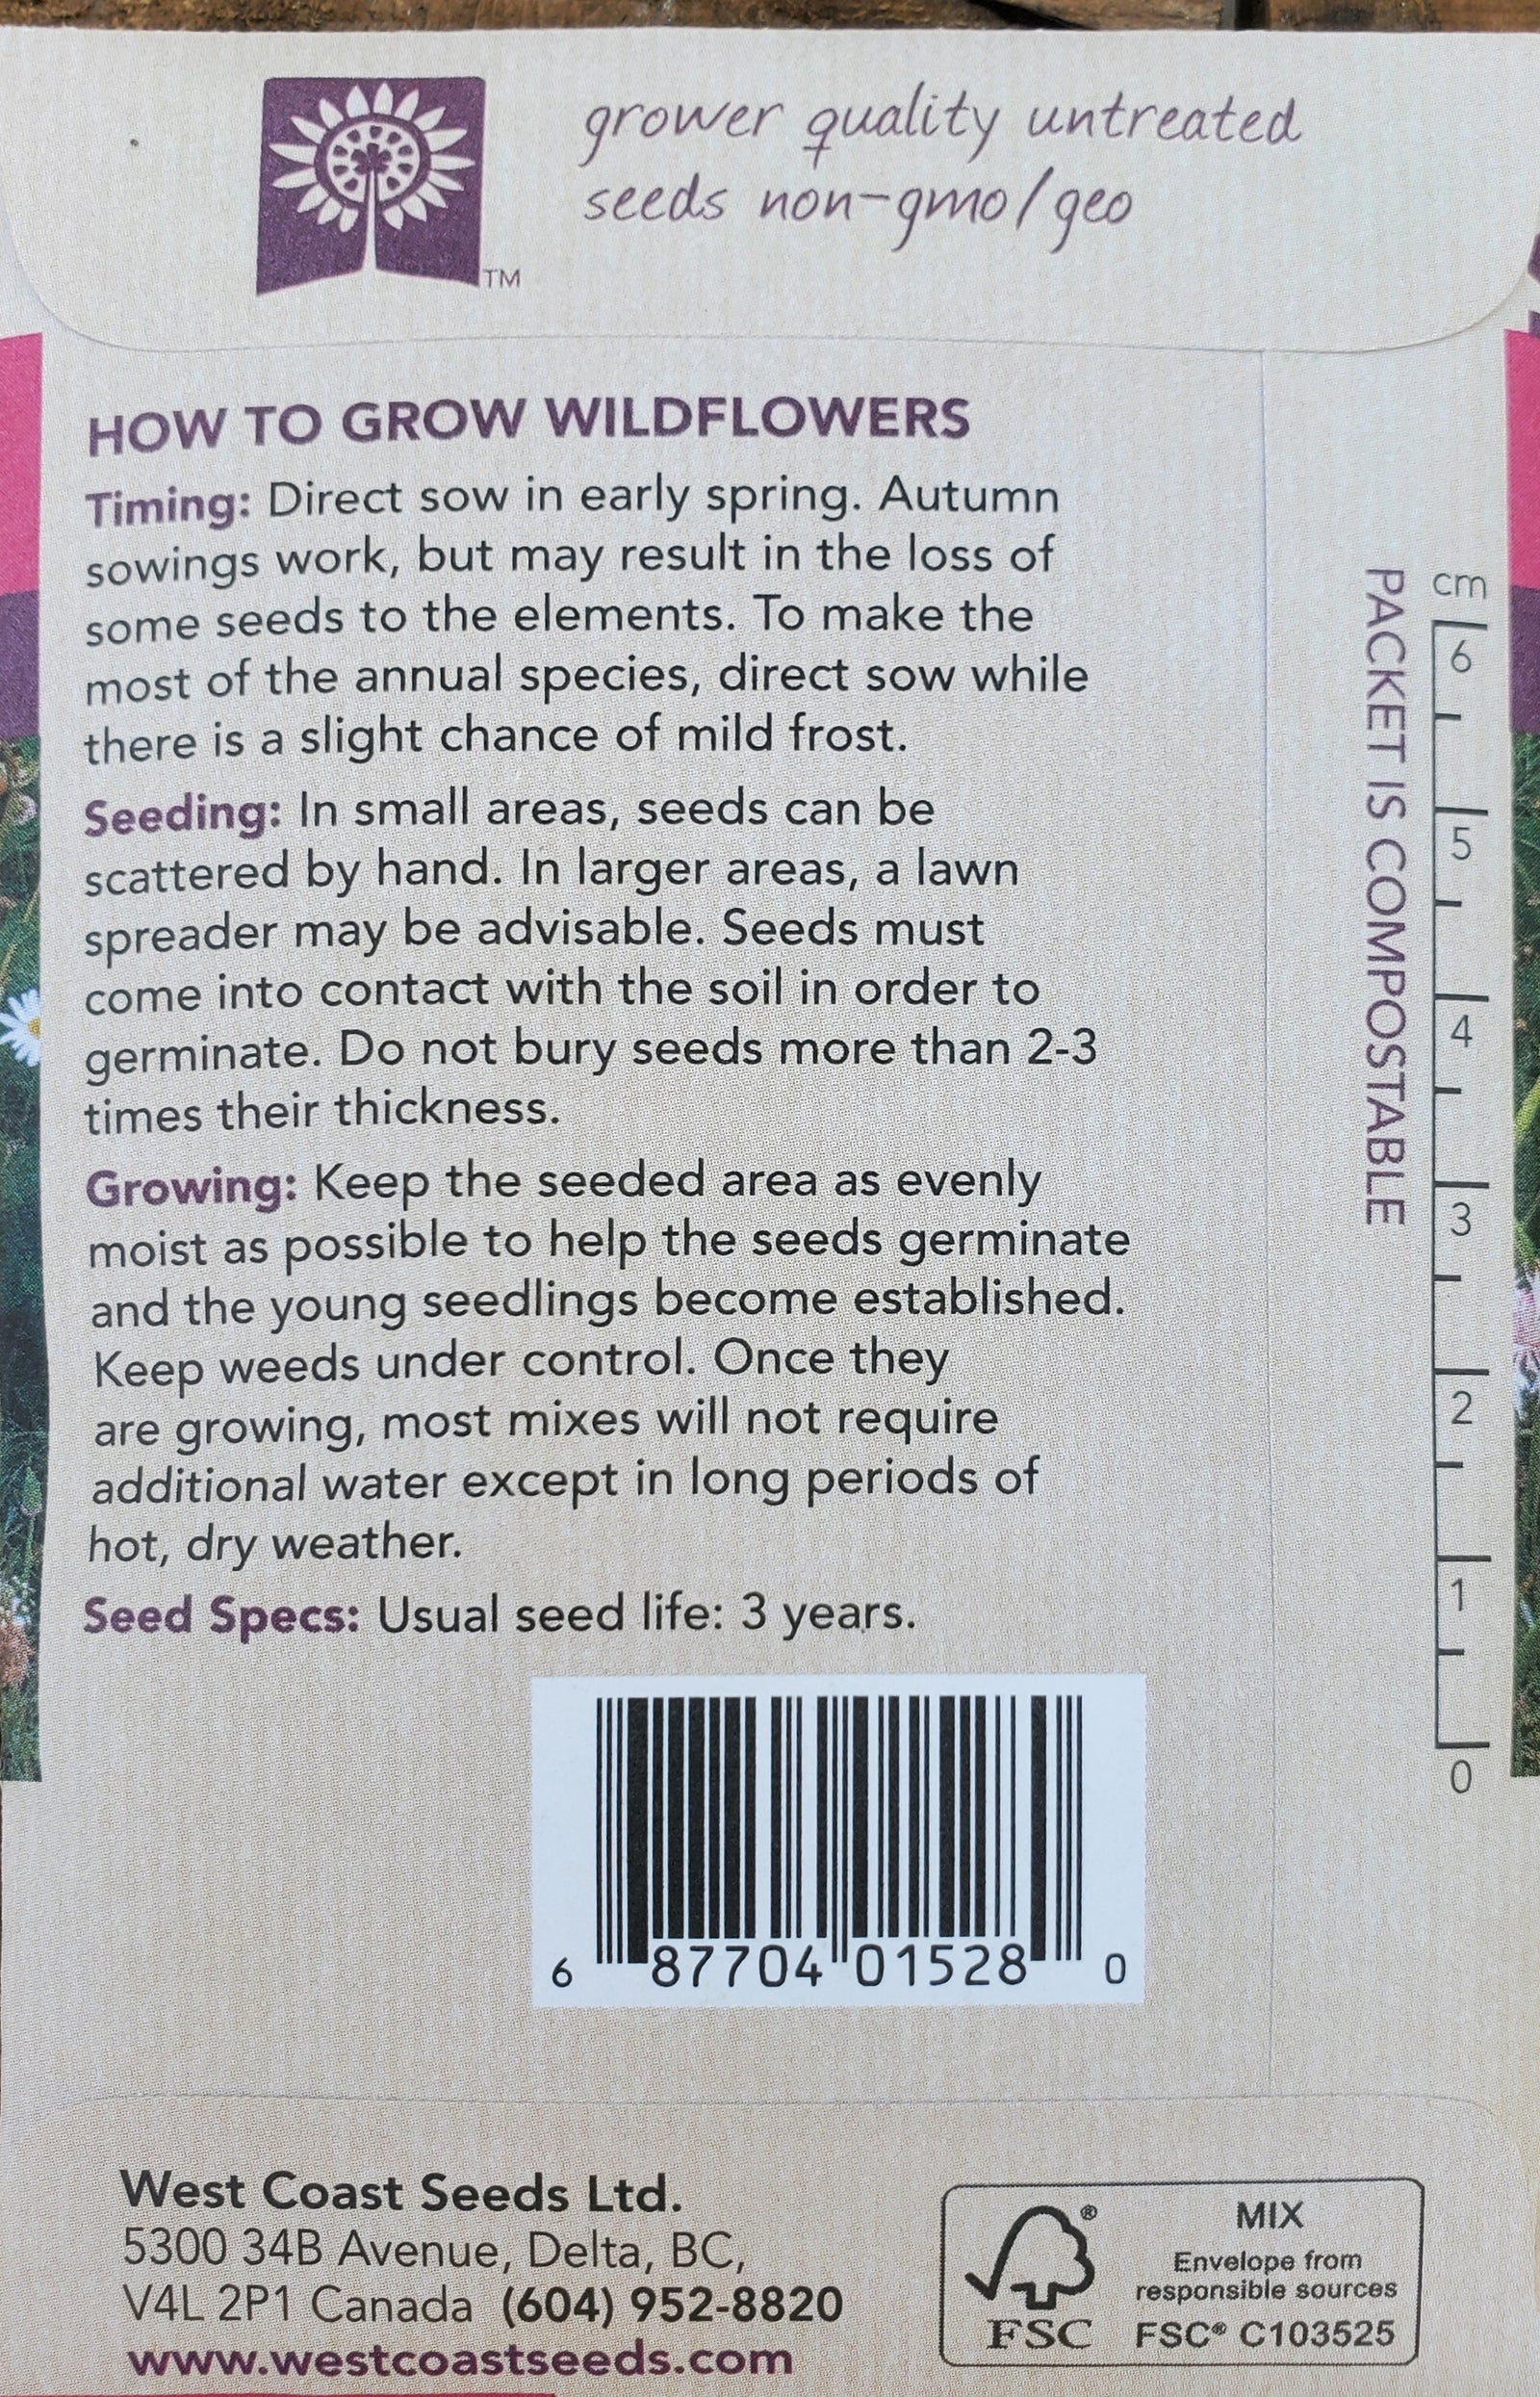 TM
grower quality untreated
seeds non-gmo/geo
HOW TO GROW WILDFLOWERS
Timing: Direct sow in early spring. Autumn
sowings work, but may result in the loss of
some seeds to the elements. To make the
most of the annual species, direct sow while
there is a slight chance of mild frost.
Seeding: In small areas, seeds can be
scattered by hand. In larger areas, a lawn
spreader may be advisable. Seeds must
come into contact with the soil in order to
germinate. Do not bury seeds more than 2-3
times their thickness.
Growing: Keep the seeded area as evenly
moist as possible to help the seeds germinate
and the young seedlings become established.
Keep weeds under control. Once they
are growing, most mixes will not require
additional water except in long periods of
hot, dry weather.
Seed Specs: Usual seed life: 3 years.
PACKET IS COMPOSTABLE
cm
6
5
4
3
2
1
0
6 87704 01528 0
West Coast Seeds Ltd.
5300 34B Avenue, Delta, BC,
V4L 2P1 Canada (604) 952-8820
www.westcoastseeds.com
®
FSC
MIX
Envelope from
responsible sources
FSC® C103525